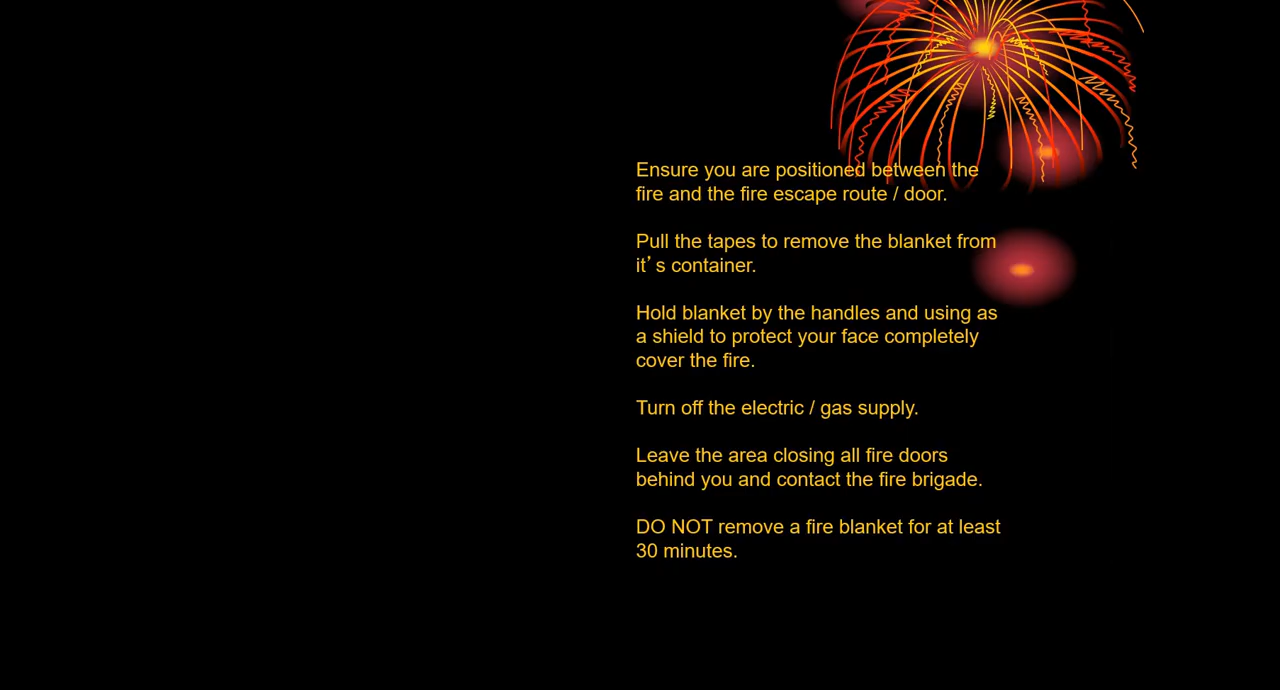 Ensure you are positioned between the
fire and the fire escape route / door.
Pull the tapes to remove the blanket from
it’s container.
Hold blanket by the handles and using as
a shield to protect your face completely
cover the fire.
Turn off the electric / gas supply.
Leave the area closing all fire doors
behind you and contact the fire brigade.
DO NOT remove a fire blanket for at least
30 minutes.